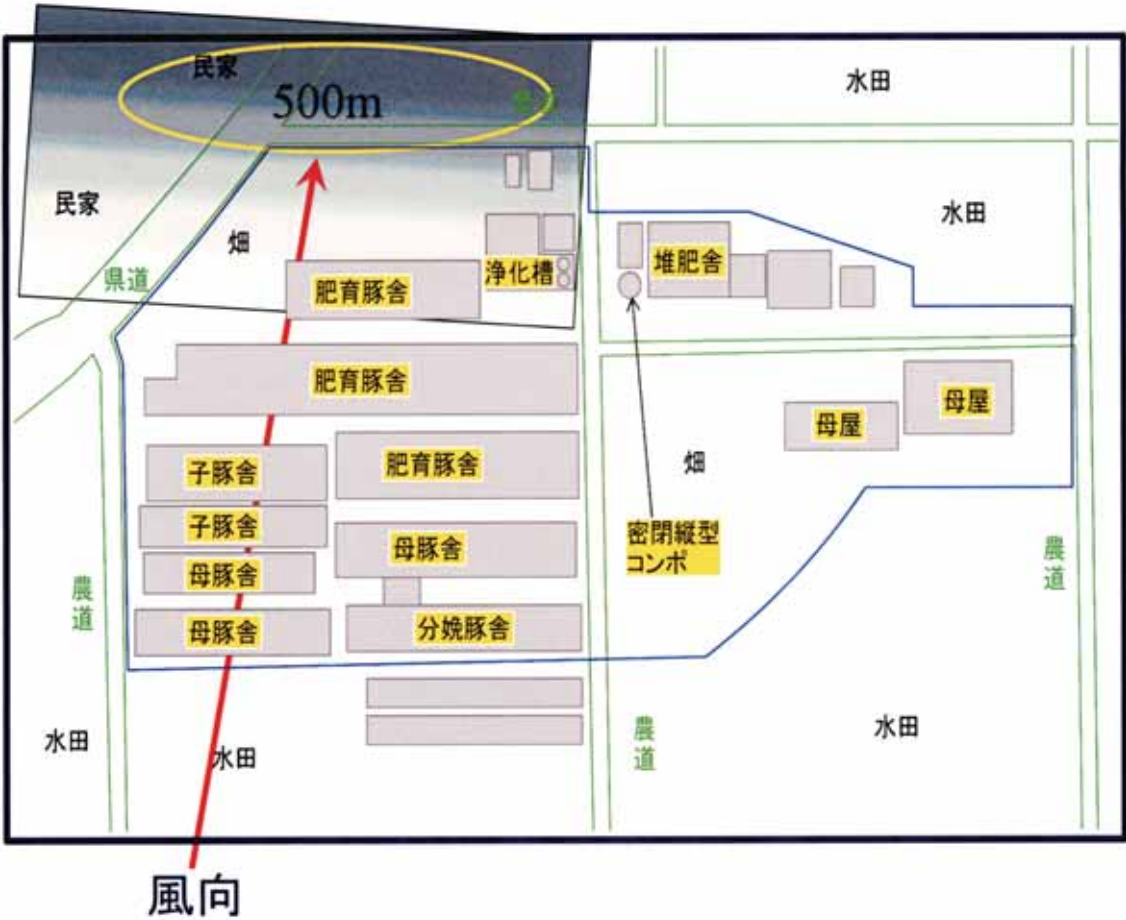 民家
500m
水田
民家
畑
水田
県道
浄化槽
堆肥舎
肥育豚舎
肥育豚舎
母屋
母屋
子豚舎
肥育豚舎
畑
子豚舎
母豚舎
密閉縦型
コンポ
母豚舎
農道
農道
母豚舎
分娩豚舎
水田
水田
農道
水田
風向